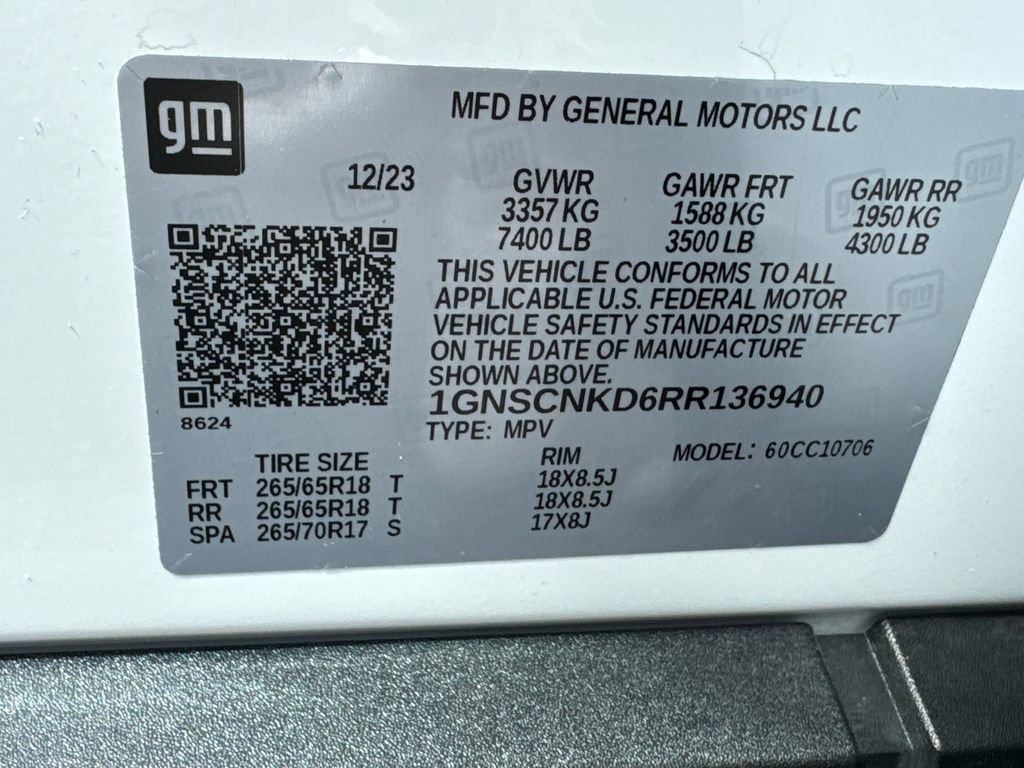 gm
MFD BY GENERAL MOTORS LLC
12/23 GVWR GAWR FRT GAWR RR
3357 KG 1588 KG 1950 KG
7400 LB 3500 LB 4300 LB
THIS VEHICLE CONFORMS TO ALL
APPLICABLE U.S. FEDERAL MOTOR
VEHICLE SAFETY STANDARDS IN EFFECT
ON THE DATE OF MANUFACTURE
SHOWN ABOVE.
1GNSCNKD6RR136940
8624
TYPE: MPV
MODEL: 60CC10706
TIRE SIZE RIM
FRT 265/65R18 T 18X8.5J
RR 265/65R18 T 18X8.5J
SPA 265/70R17 S 17X8J